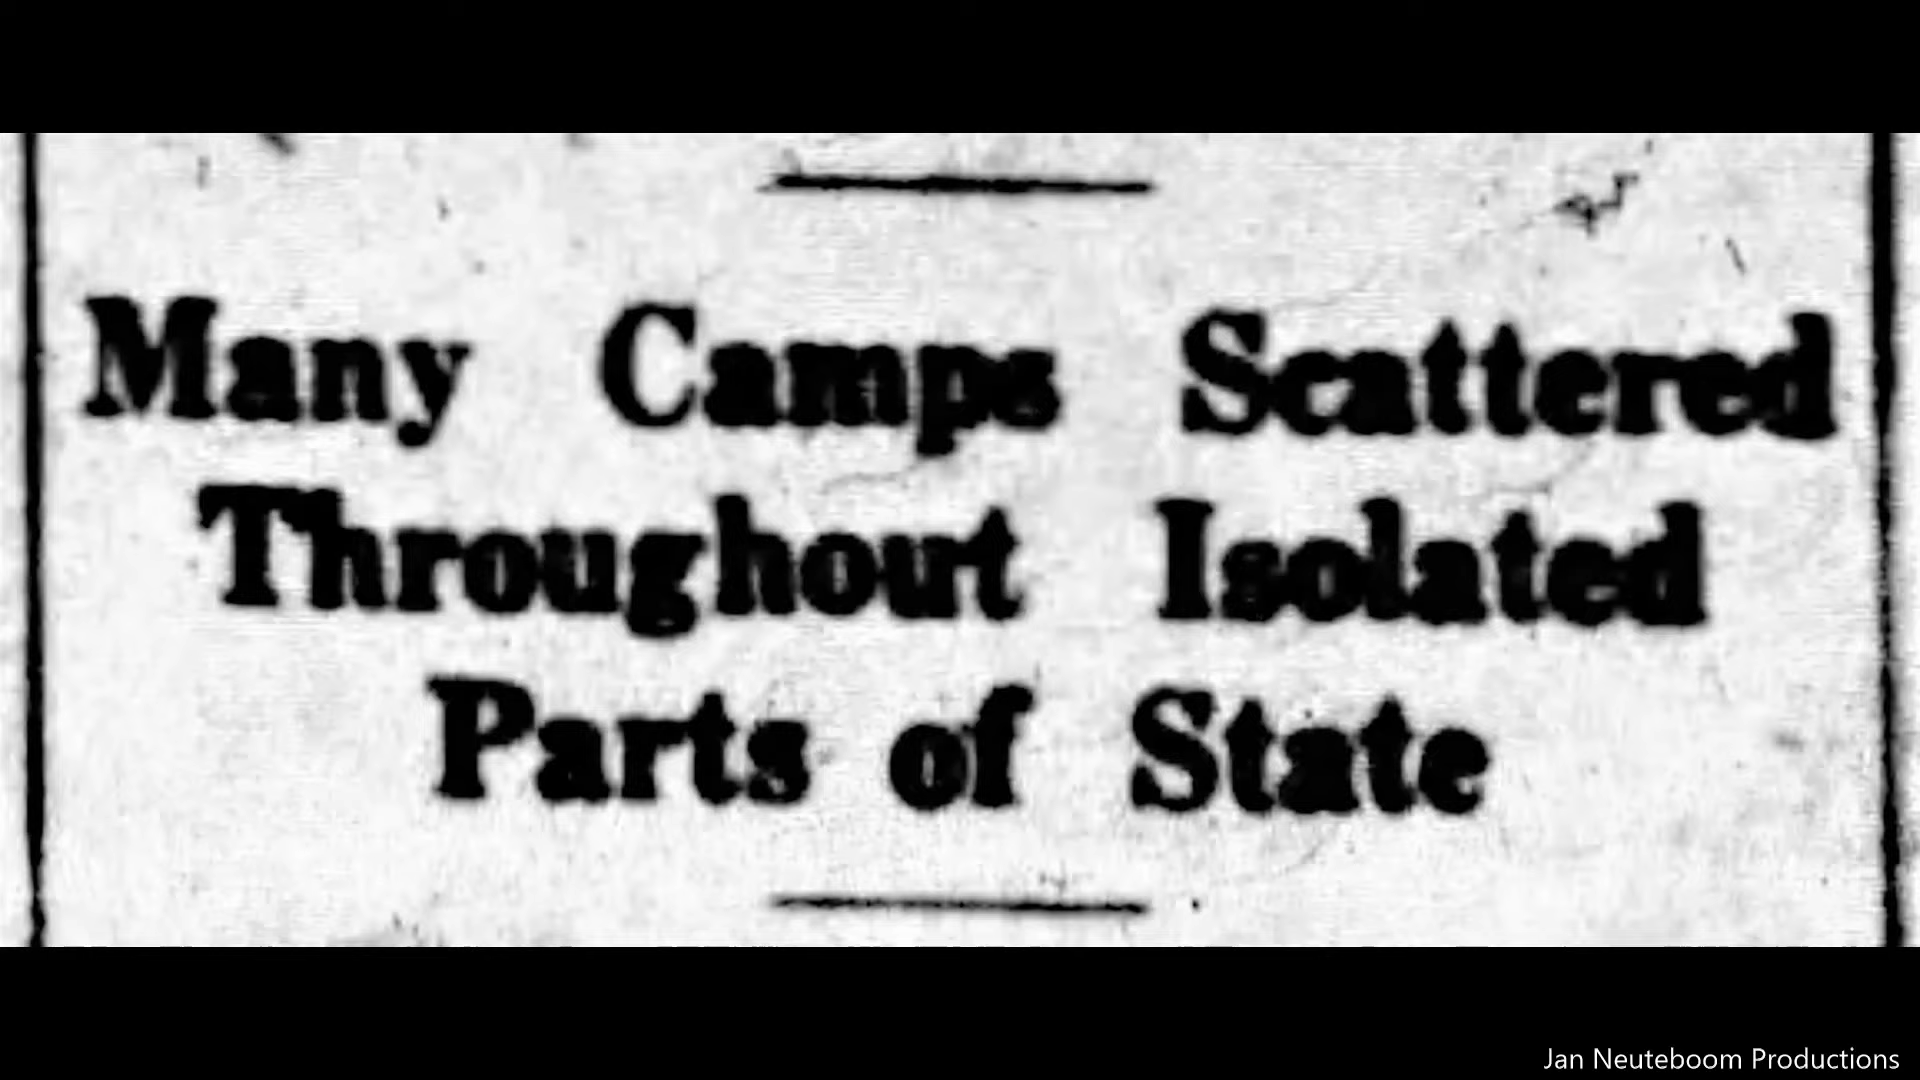 Many Camps Scattered
Throughout Isolated
Parts of State
Jan Neuteboom Productions